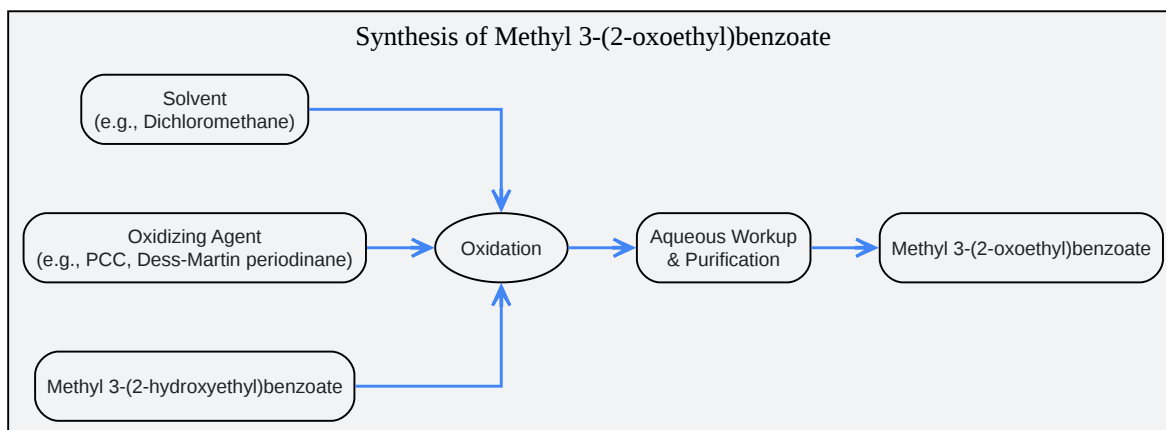 Synthesis of Methyl 3-(2-oxoethyl)benzoate
Solvent
(e.g., Dichloromethane)
Oxidizing Agent
(e.g., PCC, Dess-Martin periodinane)
Oxidation
Aqueous Workup
& Purification
Methyl 3-(2-oxoethyl)benzoate
Methyl 3-(2-hydroxyethyl)benzoate